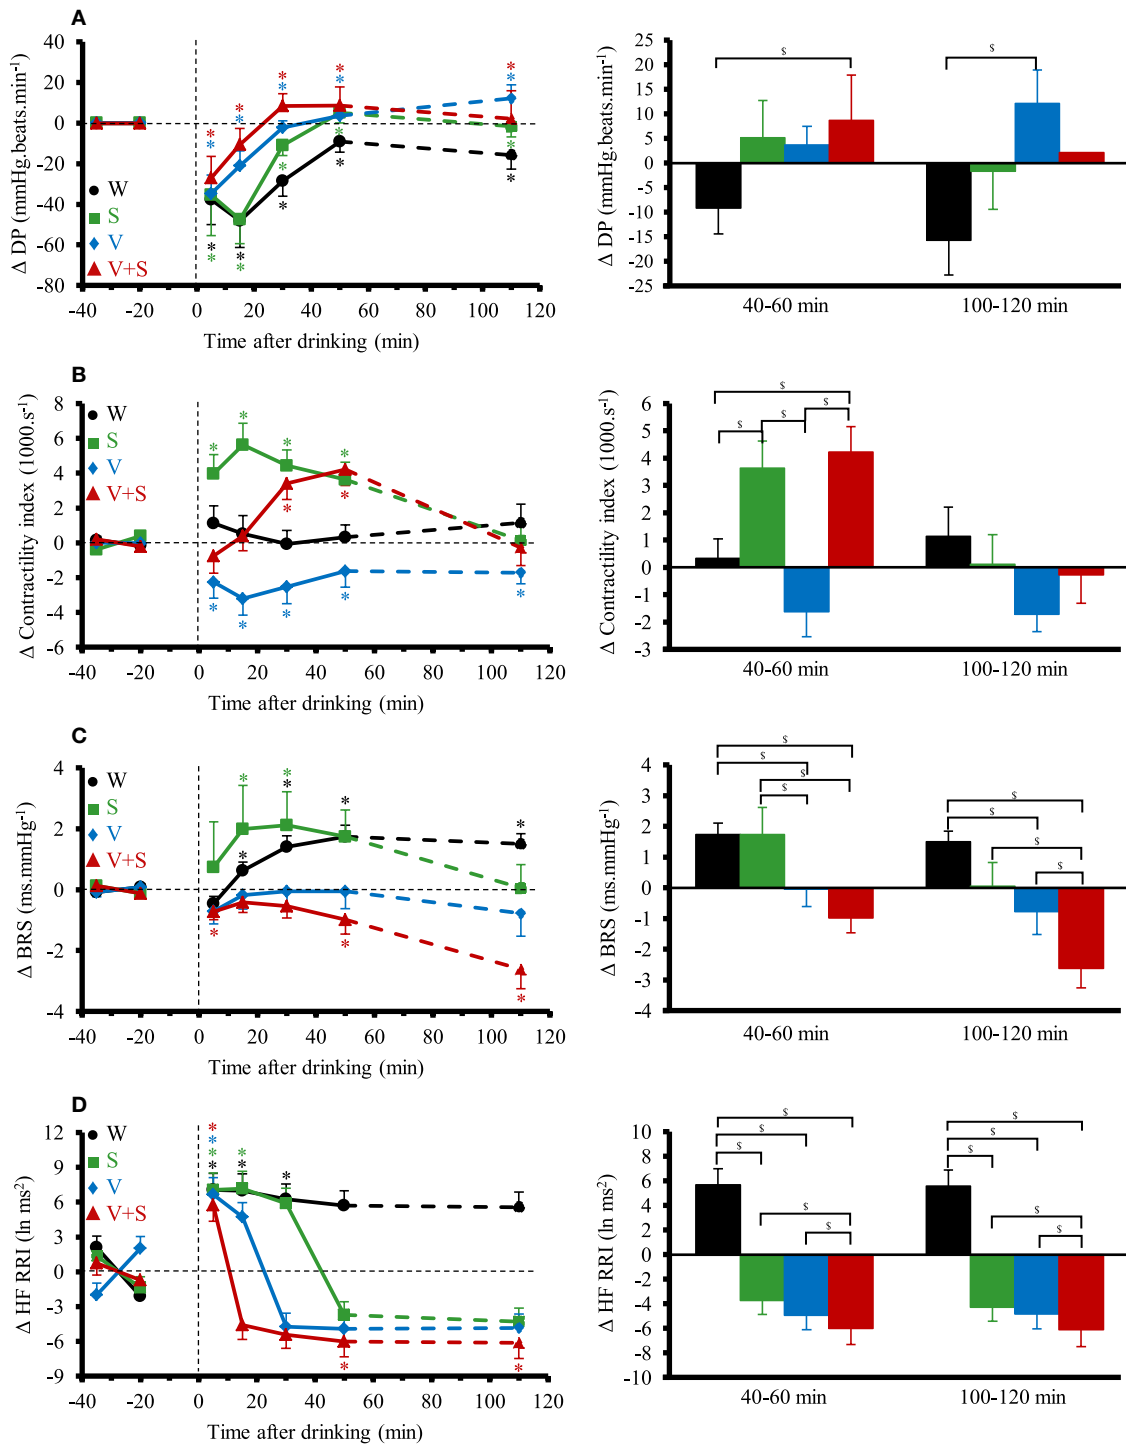 A
Δ DP (mmHg.beats.min-1)
40
20
0
-20
-40
-60
-80
W
S
V
V+S
* * * * * * * * * * * * * * * * * *
-40 -20 0 20 40 60 80 100 120
Time after drinking (min)
Δ DP (mmHg.beats.min-1)
25
20
15
10
5
0
-5
-10
-15
-20
-25
$ $
40-60 min 100-120 min
B
Δ Contractility index (1000.s-1)
8
6
4
2
0
-2
-4
-6
W
S
V
V+S
* * * * * * * * * * *
-40 -20 0 20 40 60 80 100 120
Time after drinking (min)
Δ Contractility index (1000.s-1)
6
5
4
3
2
1
0
-1
-2
-3
$ $ $ $
40-60 min 100-120 min
C
Δ BRS (ms.mmHg-1)
4
2
0
-2
-4
W
S
V
V+S
* * * * * * * * *
-40 -20 0 20 40 60 80 100 120
Time after drinking (min)
Δ BRS (ms.mmHg-1)
4
3
2
1
0
-1
-2
-3
-4
$ $ $ $ $ $ $ $
40-60 min 100-120 min
D
Δ HF RRI (ln ms2)
12
9
6
3
0
-3
-6
-9
W
S
V
V+S
* * * * * * * * *
-40 -20 0 20 40 60 80 100 120
Time after drinking (min)
Δ HF RRI (ln ms2)
10
8
6
4
2
0
-2
-4
-6
-8
-10
$ $ $ $ $ $ $ $ $ $
40-60 min 100-120 min